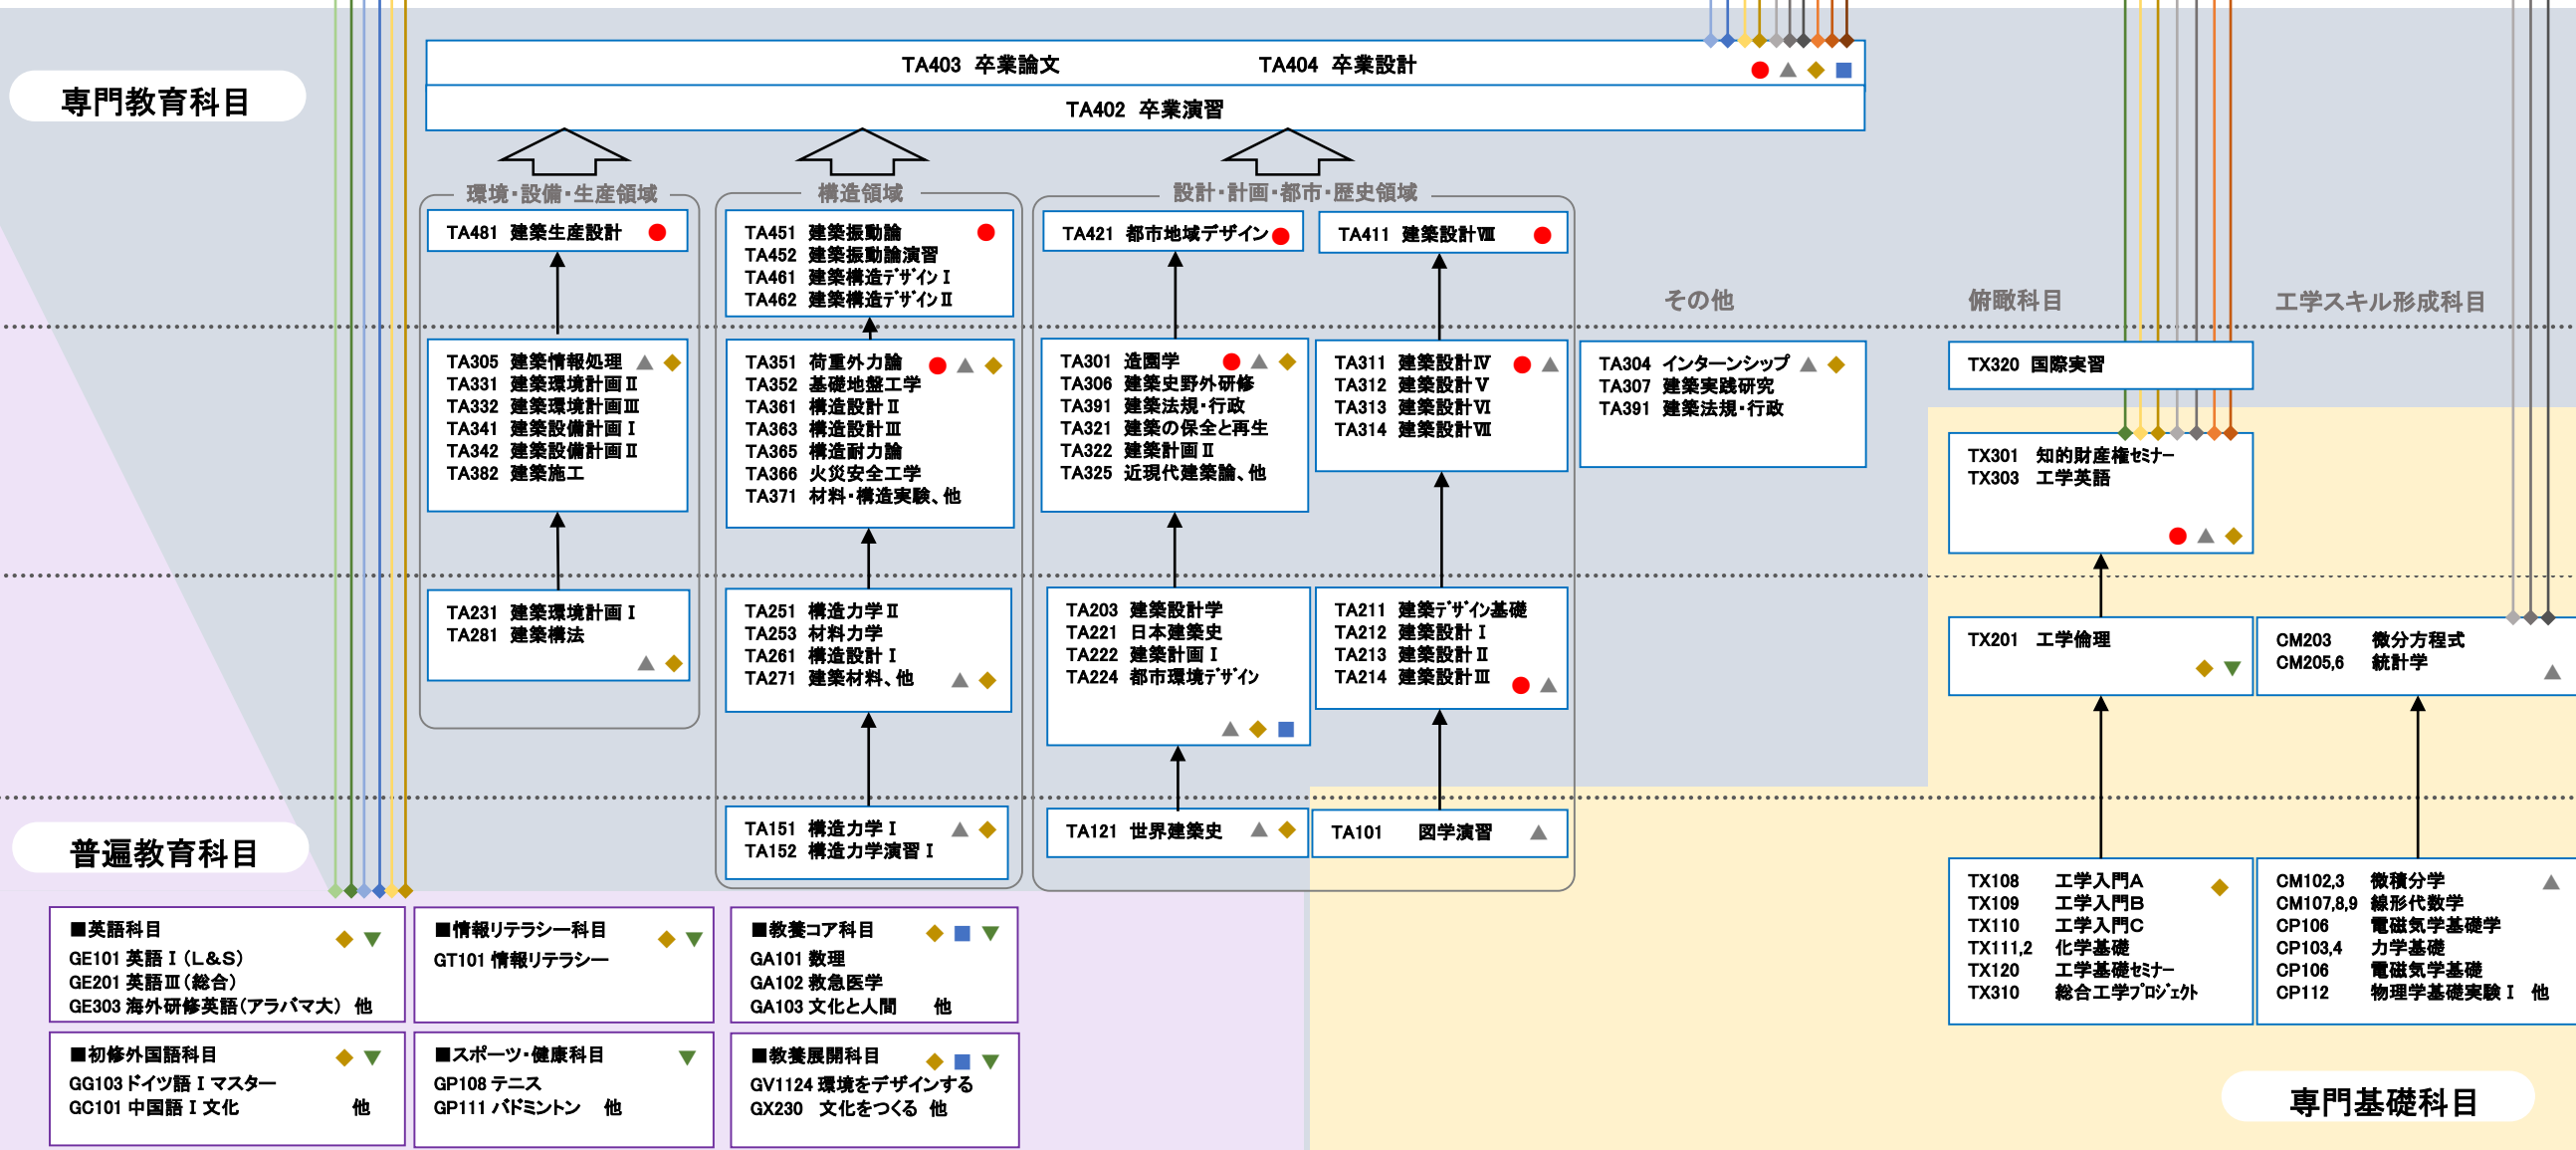 専門教育科目
TA403 卒業論文 TA404 卒業設計
TA402 卒業演習
環境・設備・生産領域
TA481 建築生産設計
TA305 建築情報処理
TA331 建築環境計画Ⅱ
TA332 建築環境計画Ⅲ
TA341 建築設備計画Ⅰ
TA342 建築設備計画Ⅱ
TA382 建築施工
TA231 建築環境計画Ⅰ
TA281 建築構法
構造領域
TA451 建築振動論
TA452 建築振動論演習
TA461 建築構造ﾃﾞｻﾞｲﾝⅠ
TA462 建築構造ﾃﾞｻﾞｲﾝⅡ
TA351 荷重外力論
TA352 基礎地盤工学
TA361 構造設計Ⅱ
TA363 構造設計Ⅲ
TA365 構造耐力論
TA366 火災安全工学
TA371 材料・構造実験、他
TA251 構造力学Ⅱ
TA253 材料力学
TA261 構造設計Ⅰ
TA271 建築材料、他
TA151 構造力学Ⅰ
TA152 構造力学演習Ⅰ
設計・計画・都市・歴史領域
TA421 都市地域デザイン
TA301 造園学
TA306 建築史野外研修
TA391 建築法規・行政
TA321 建築の保全と再生
TA322 建築計画Ⅱ
TA325 近現代建築論、他
TA203 建築設計学
TA221 日本建築史
TA222 建築計画Ⅰ
TA224 都市環境ﾃﾞｻﾞｲﾝ
TA121 世界建築史
TA411 建築設計Ⅷ
TA311 建築設計Ⅳ
TA312 建築設計Ⅴ
TA313 建築設計Ⅵ
TA314 建築設計Ⅶ
TA211 建築ﾃﾞｻﾞｲﾝ基礎
TA212 建築設計Ⅰ
TA213 建築設計Ⅱ
TA214 建築設計Ⅲ
TA101 図学演習
その他
TA304 インターンシップ
TA307 建築実践研究
TA391 建築法規・行政
俯瞰科目
TX320 国際実習
TX301 知的財産権ｾﾐﾅｰ
TX303 工学英語
TX201 工学倫理
TX108 工学入門A
TX109 工学入門B
TX110 工学入門C
TX111,2 化学基礎
TX120 工学基礎ｾﾐﾅｰ
TX310 総合工学ﾌﾟﾛｼﾞｪｸﾄ
工学スキル形成科目
CM203 微分方程式
CM205,6 統計学
CM102,3 微積分学
CM107,8,9 線形代数学
CP106 電磁気学基礎学
CP103,4 力学基礎
CP106 電磁気学基礎
CP112 物理学基礎実験Ⅰ 他
普遍教育科目
■英語科目
GE101 英語Ⅰ（L&S）
GE201 英語Ⅲ（総合）
GE303 海外研修英語（アラバマ大） 他
■情報リテラシー科目
GT101 情報リテラシー
■教養コア科目
GA101 数理
GA102 救急医学
GA103 文化と人間 他
■初修外国語科目
GG103 ドイツ語Ⅰマスター
GC101 中国語Ⅰ文化 他
■スポーツ・健康科目
GP108 テニス
GP111 バドミントン 他
■教養展開科目
GV1124 環境をデザインする
GX230 文化をつくる 他
専門基礎科目